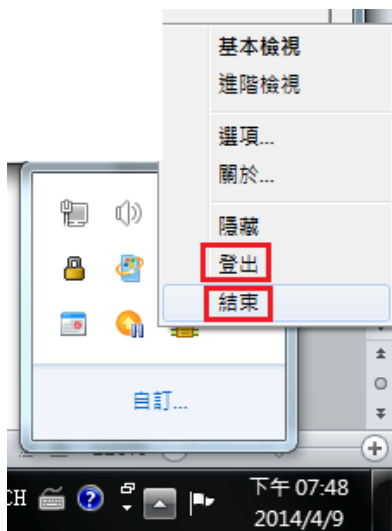 基本檢視
進階檢視
選項...
關於...
隱藏
登出
結束
自訂...
CH
下午 07:48
2014/4/9